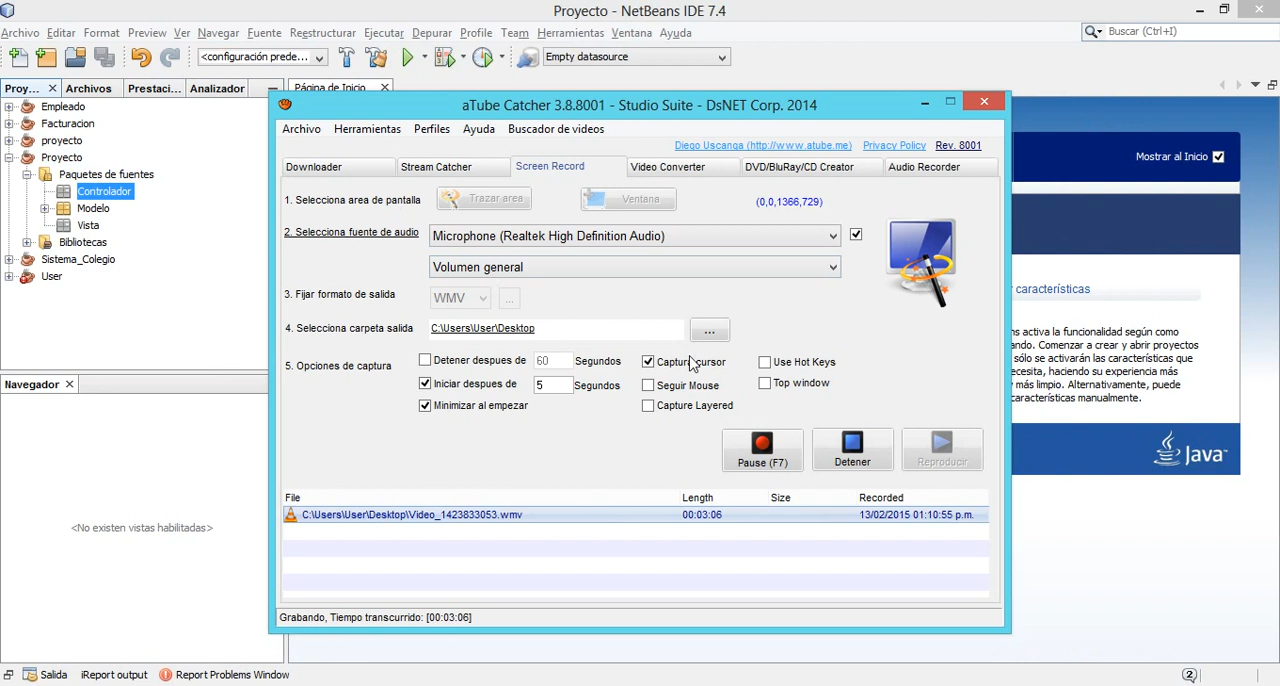 Proyecto - NetBeans IDE 7.4
Archivo Editar Format Preview Ver Navegar Fuente Reestructurar Ejecutar Depurar Profile Team Herramientas Ventana Ayuda
Buscar (Ctrl+I)
<configuración prede... Empty datasource
Proy... Archivos Prestaci... Analizador
Página de Inicio
Empleado
Facturacion
proyecto
Proyecto
Paquetes de fuentes
Controlador
Modelo
Vista
Bibliotecas
Sistema_Colegio
User
Navegador
<No existen vistas habilitadas>
aTube Catcher 3.8.8001 - Studio Suite - DsNET Corp. 2014
Archivo Herramientas Perfiles Ayuda Buscador de videos
Diego Uscanga (http://www.atube.me) Privacy Policy Rev. 8001
Downloader Stream Catcher Screen Record Video Converter DVD/BluRay/CD Creator Audio Recorder
1. Selecciona area de pantalla Trazar area Ventana (0,0,1366,729)
2. Selecciona fuente de audio Microphone (Realtek High Definition Audio)
Volumen general
3. Fijar formato de salida WMV ...
4. Selecciona carpeta salida C:\Users\User\Desktop ...
5. Opciones de captura Detener despues de 60 Segundos Captura cursor Use Hot Keys
Iniciar despues de 5 Segundos Seguir Mouse Top window
Minimizar al empezar Capture Layered
Pause (F7) Detener Reproducir
File Length Size Recorded
C:\Users\User\Desktop\Video_1423833053.wmv 00:03:06 13/02/2015 01:10:55 p.m.
Grabando, Tiempo transcurrido: [00:03:06]
Mostrar al Inicio
características
ns activa la funcionalidad según como
ando. Comenzar a crear y abrir proyectos
sólo se activarán las características que
ecesita, haciendo su experiencia más
más limpio. Alternativamente, puede
características manualmente.
Java
Salida iReport output Report Problems Window
2